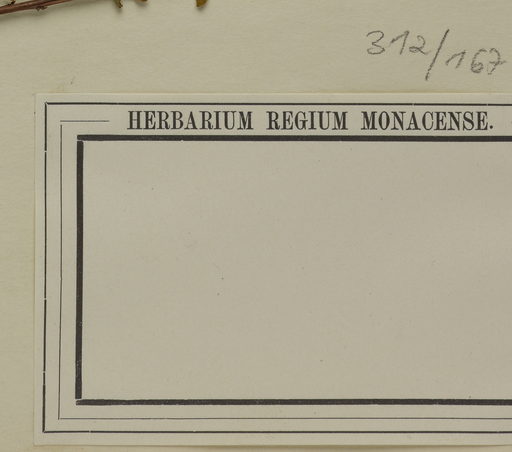 312/167
HERBARIUM REGIUM MONACENSE.